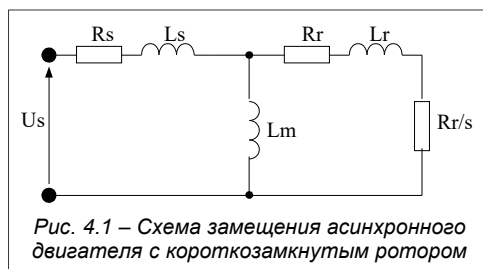 Rs
Ls
Rr
Lr
Us
Lm
Rr/s
Рис. 4.1 – Схема замещения асинхронного
двигателя с короткозамкнутым ротором